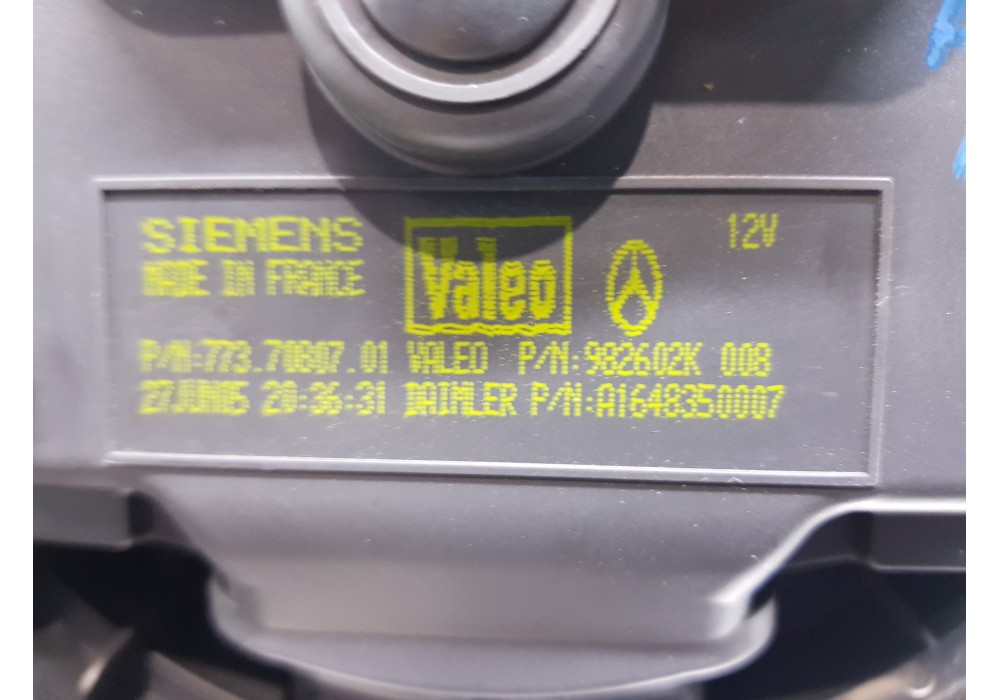 SIEMENS
MADE IN FRANCE
Valeo
12V
P/N:773.70807.01 VALEO P/N:982602K 008
27JUN05 20:36:31 DAIMLER P/N:A1648350007